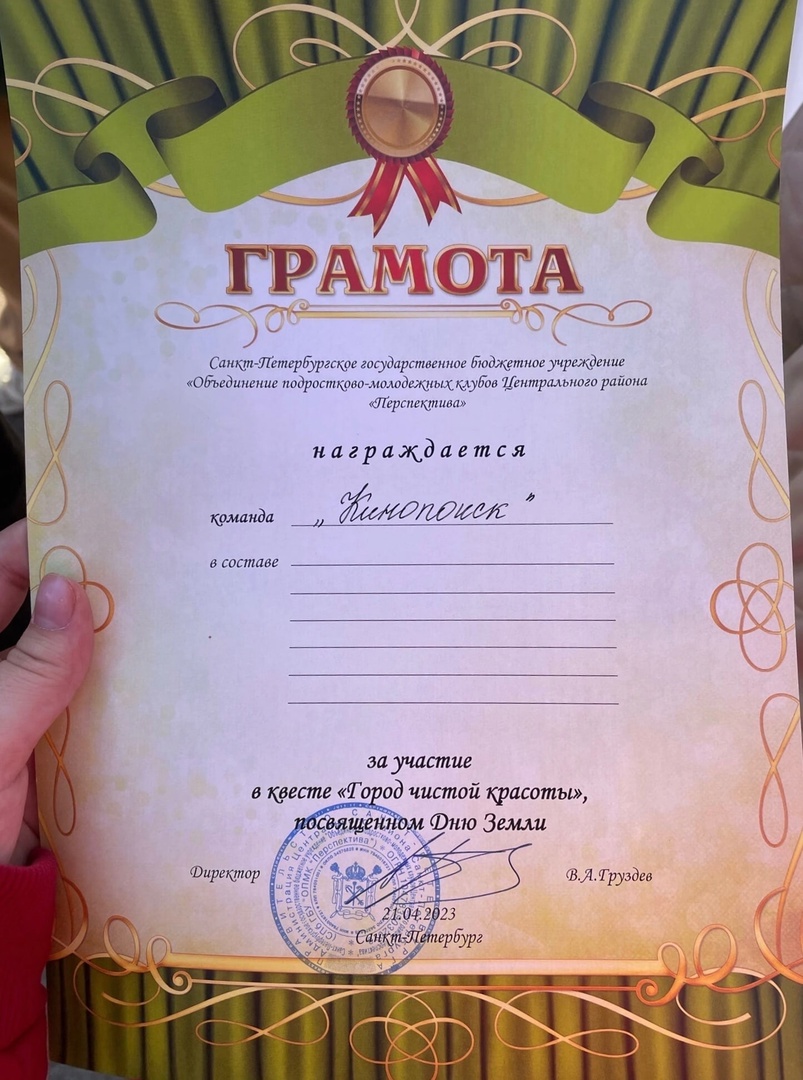 ГРАМОТА
Санкт-Петербургское государственное бюджетное учреждение
«Объединение подростково-молодежных клубов Центрального района
«Перспектива»
награждается
команда „Кинопоиск”
в составе
за участие
в квесте «Город чистой красоты»,
посвященном Дню Земли
Директор В.А.Груздев
21.04.2023
Санкт-Петербург